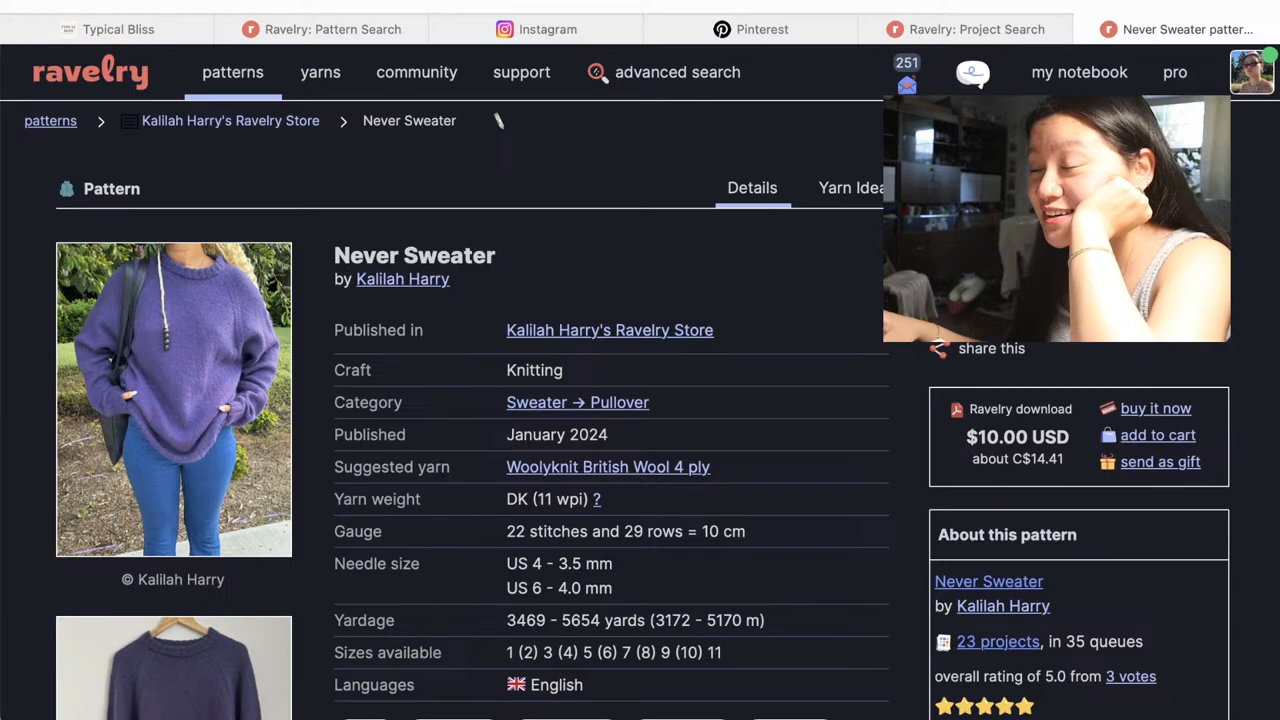 Typical Bliss
Ravelry: Pattern Search
Instagram
Pinterest
Ravelry: Project Search
Never Sweater patter...
ravelry
patterns
yarns
community
support
advanced search
251
my notebook
pro
patterns
Kalilah Harry's Ravelry Store
Never Sweater
Pattern
Details
Yarn Idea
Never Sweater
by Kalilah Harry
Published in Kalilah Harry's Ravelry Store
Craft Knitting
Category Sweater → Pullover
Published January 2024
Suggested yarn Woolyknit British Wool 4 ply
Yarn weight DK (11 wpi) ?
Gauge 22 stitches and 29 rows = 10 cm
Needle size US 4 - 3.5 mm
US 6 - 4.0 mm
Yardage 3469 - 5654 yards (3172 - 5170 m)
Sizes available 1 (2) 3 (4) 5 (6) 7 (8) 9 (10) 11
Languages English
© Kalilah Harry
share this
Ravelry download
$10.00 USD
about C$14.41
buy it now
add to cart
send as gift
About this pattern
Never Sweater
by Kalilah Harry
23 projects, in 35 queues
overall rating of 5.0 from 3 votes